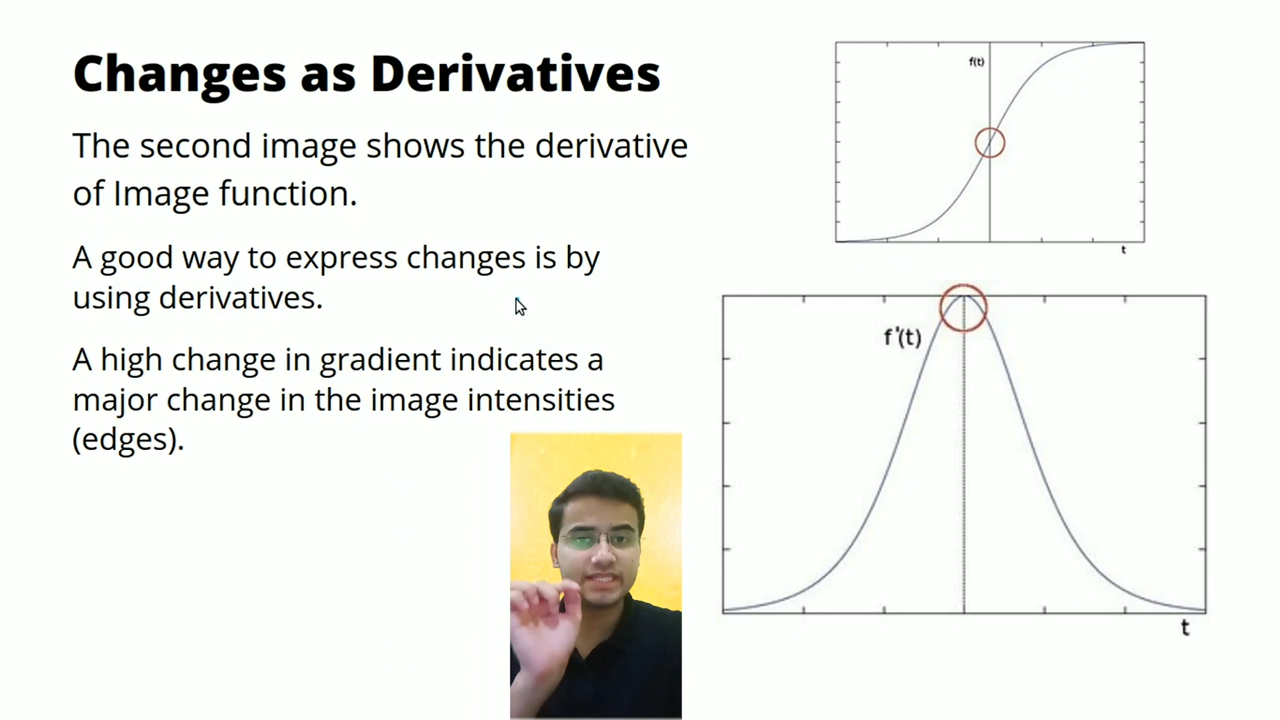 Changes as Derivatives
The second image shows the derivative
of Image function.
A good way to express changes is by
using derivatives.
A high change in gradient indicates a
major change in the image intensities
(edges).
f(t)
t
f'(t)
t